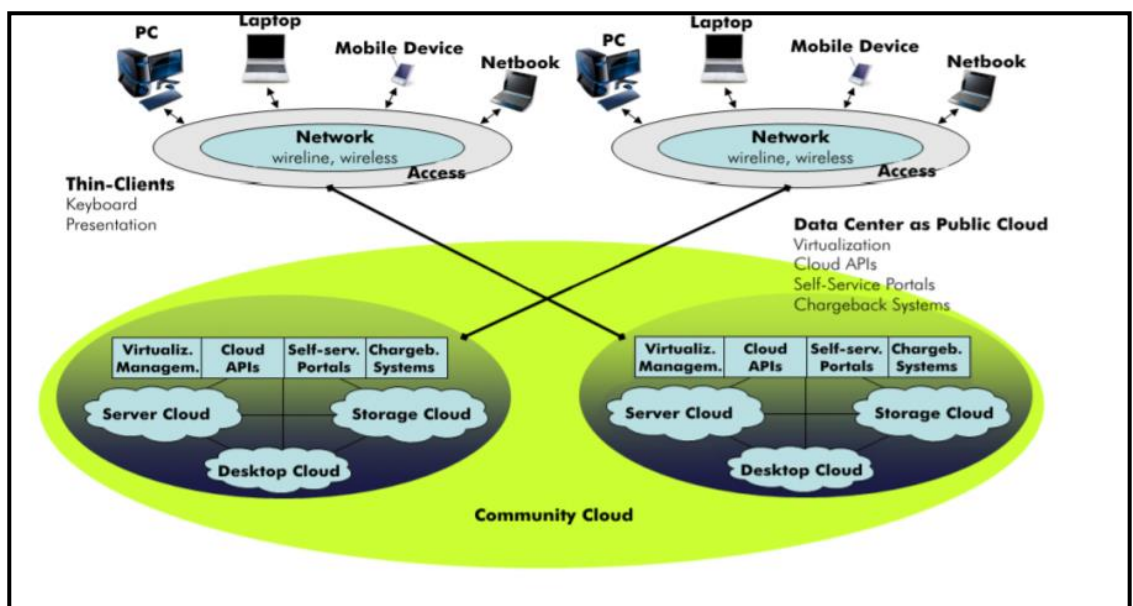 Laptop
PC
Mobile Device
Netbook
Network
wireline, wireless
Access
Laptop
PC
Mobile Device
Netbook
Network
wireline, wireless
Access
Thin-Clients
Keyboard
Presentation
Data Center as Public Cloud
Virtualization
Cloud APIs
Self-Service Portals
Chargeback Systems
Virtualiz.
Managem.
Cloud
APIs
Self-serv.
Portals
Chargeb.
Systems
Server Cloud
Storage Cloud
Desktop Cloud
Virtualiz.
Managem.
Cloud
APIs
Self-serv.
Portals
Chargeb.
Systems
Server Cloud
Storage Cloud
Desktop Cloud
Community Cloud